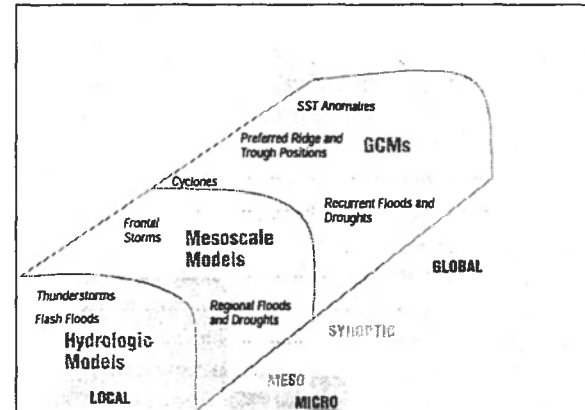 SST Anomalies
Preferred Ridge and
Trough Positions
GCMs
Cyclones
Recurrent Floods and
Droughts
Frontal
Storms
Mesoscale
Models
GLOBAL
Thunderstorms
Regional Floods
and Droughts
Flash Floods
SYNOPTIC
Hydrologic
Models
MESO
LOCAL
MICRO